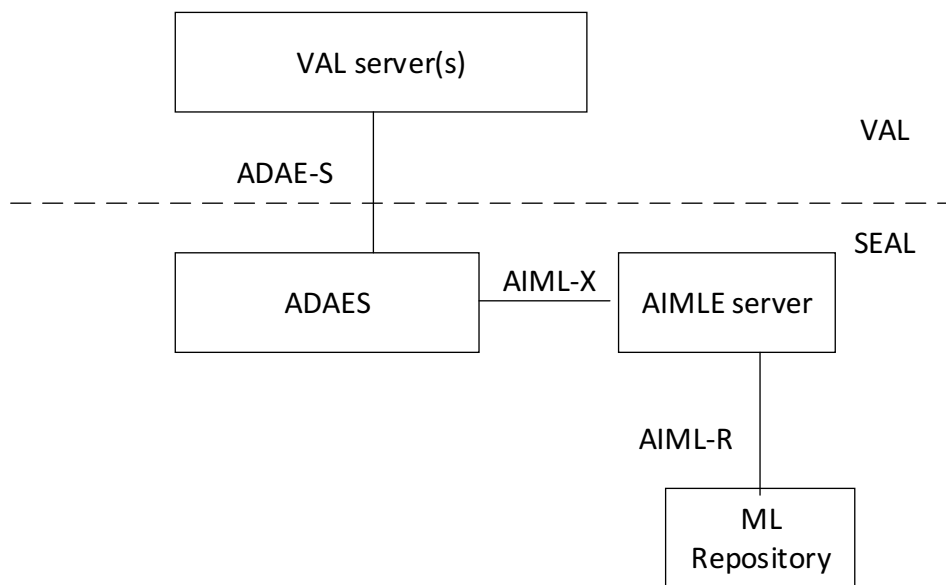 VAL server(s)
VAL
ADAE-S
SEAL
ADAES
AIML-X
AIMLE server
AIML-R
ML
Repository